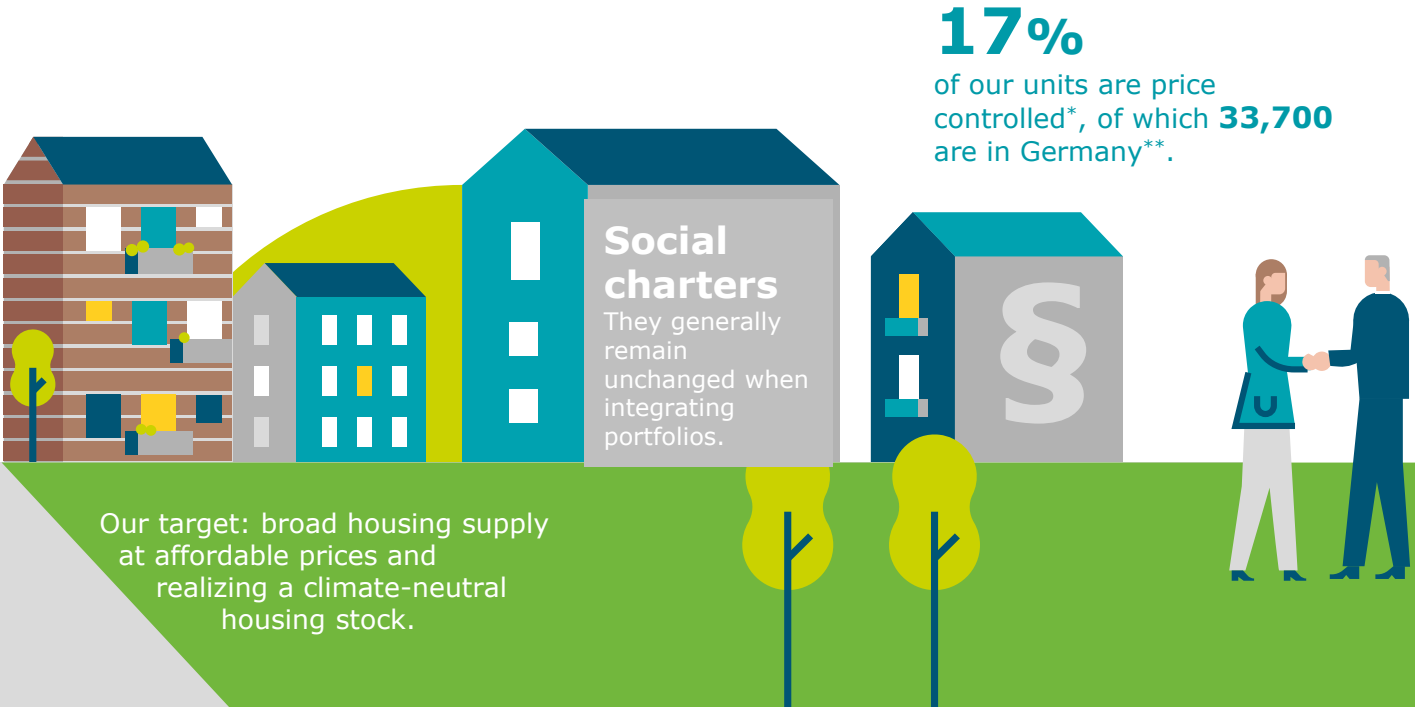 17%
of our units are price
controlled*, of which 33,700
are in Germany**.
Social
charters
They generally
remain
unchanged when
integrating
portfolios.
§
Our target: broad housing supply
at affordable prices and
realizing a climate-neutral
housing stock.